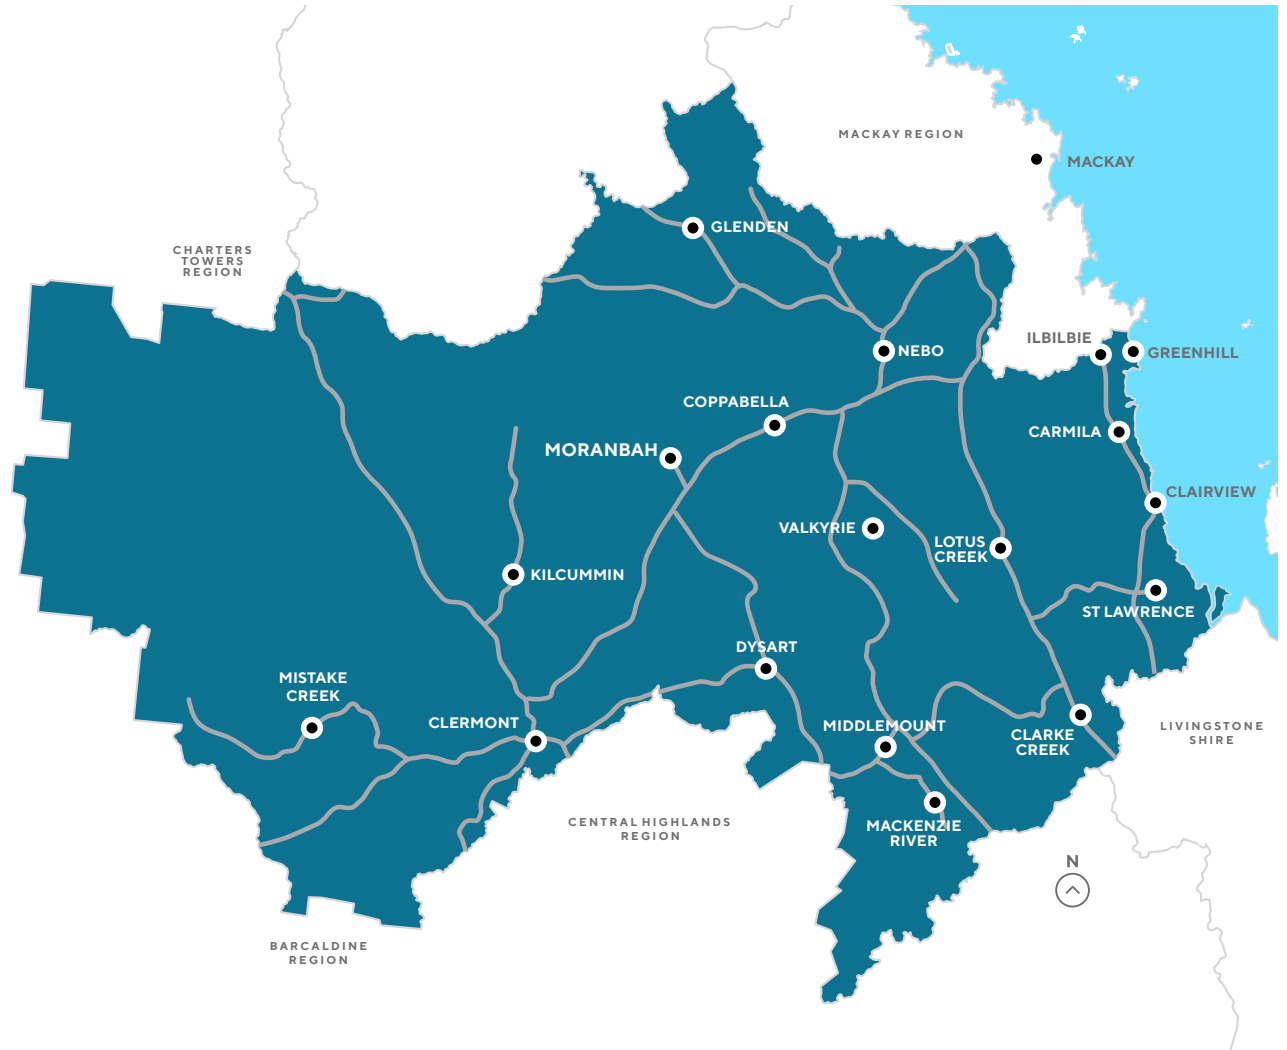 MACKAY REGION
MACKAY
CHARTERS
TOWERS
REGION
GLENDEN
ILBILBIE
NEBO
GREENHILL
COPPABELLA
CARMILA
MORANBAH
CLAIRVIEW
VALKYRIE
LOTUS
CREEK
KILCUMMIN
ST LAWRENCE
DYSART
MISTAKE
CREEK
CLERMONT
MIDDLEMOUNT
CLARKE
CREEK
LIVINGSTONE
SHIRE
CENTRAL HIGHLANDS
REGION
MACKENZIE
RIVER
N
BARCALDINE
REGION